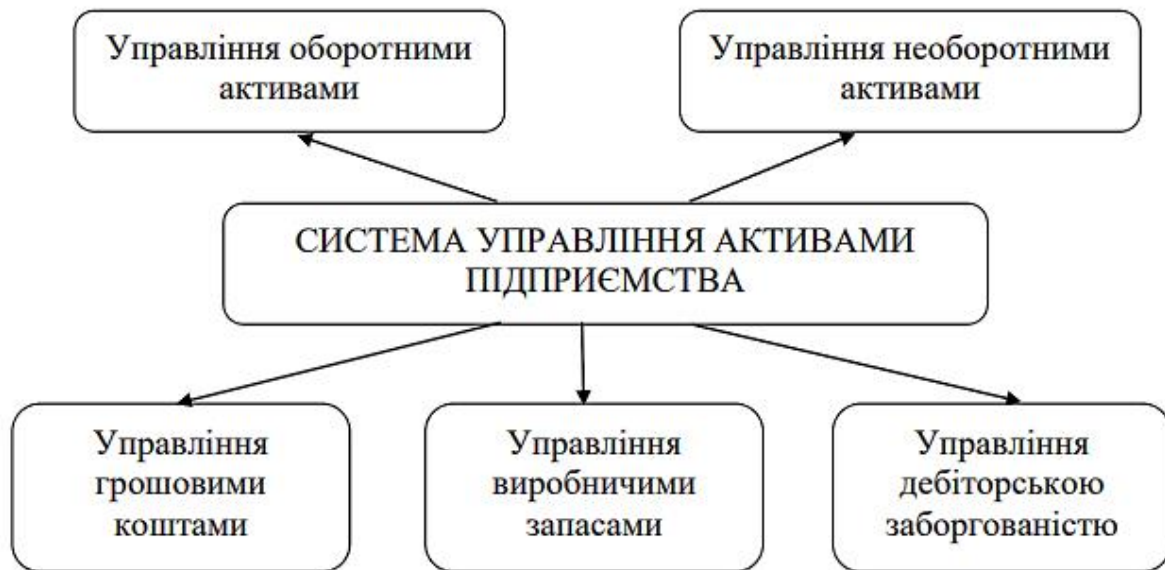 Управління оборотними
активами
Управління необоротними
активами
СИСТЕМА УПРАВЛІННЯ АКТИВАМИ
ПІДПРИЄМСТВА
Управління
грошовими
коштами
Управління
виробничими
запасами
Управління
дебіторською
заборгованістю